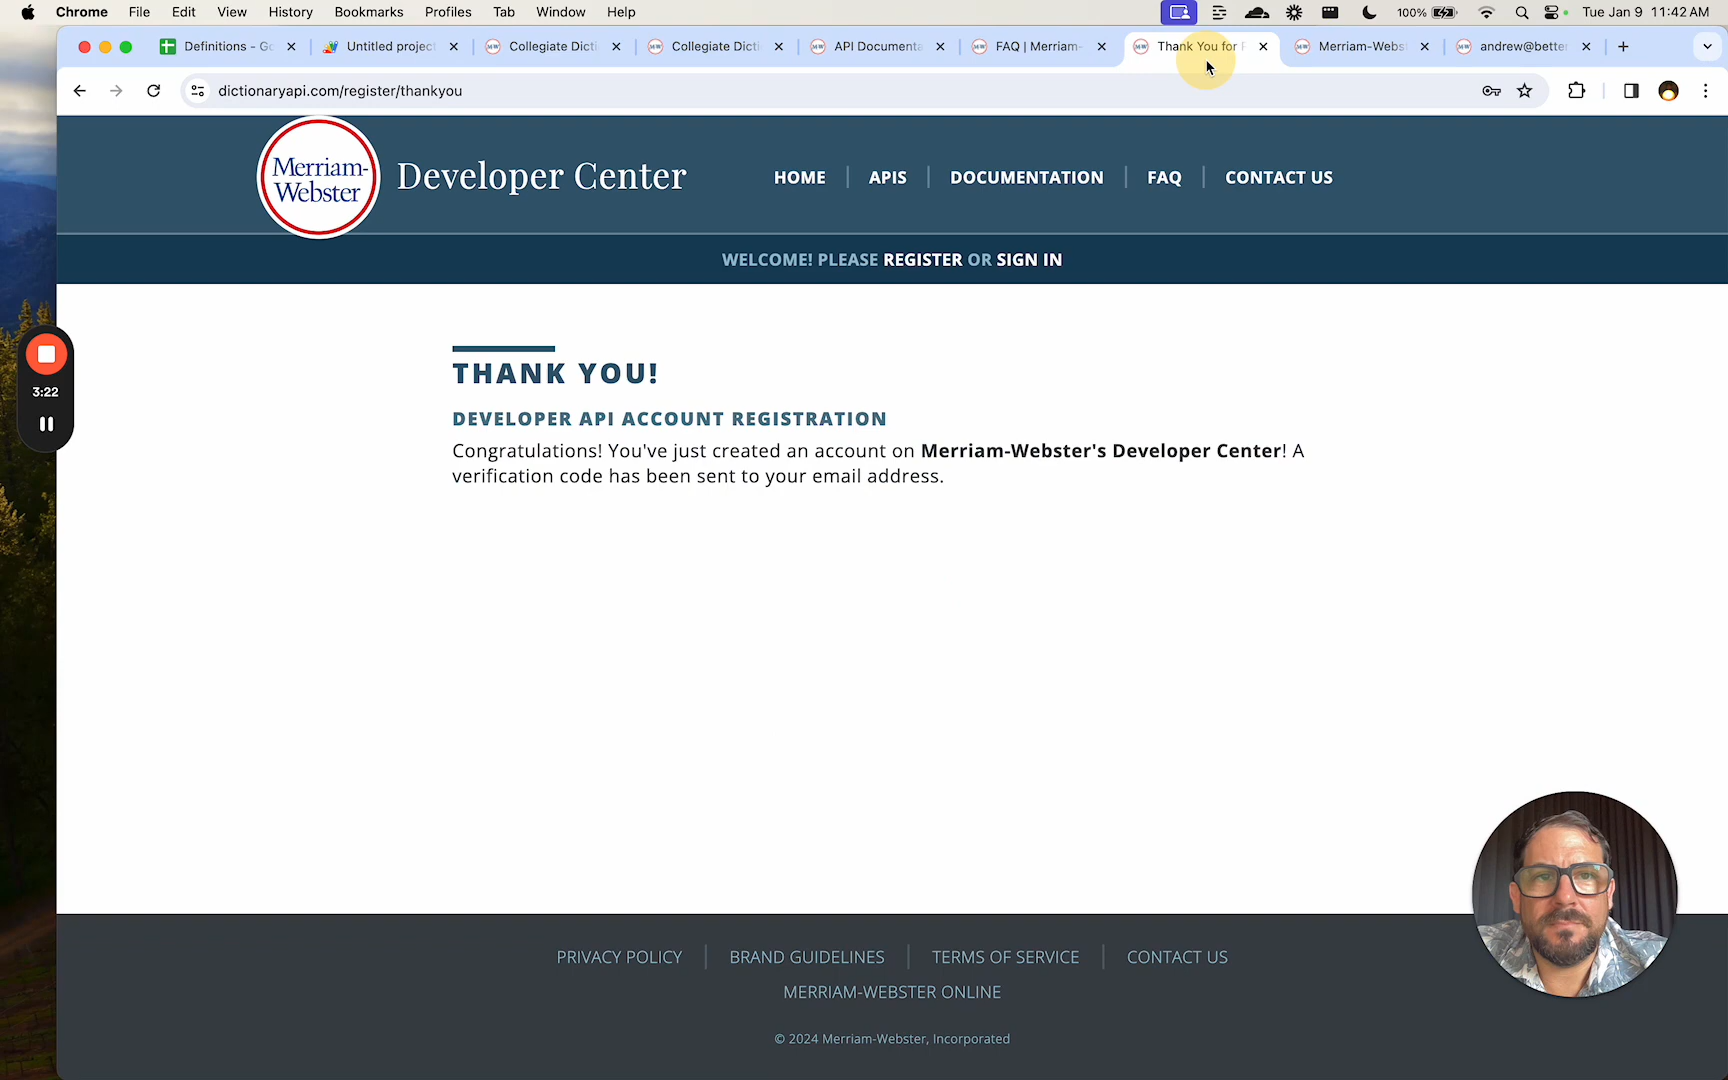 Chrome File Edit View History Bookmarks Profiles Tab Window Help 100% Tue Jan 9 11:42 AM
Definitions - Go Untitled project Collegiate Dicti Collegiate Dicti API Documenta FAQ | Merriam- Thank You for Merriam-Webs andrew@better
dictionaryapi.com/register/thankyou
Merriam-
Webster
Developer Center
HOME APIS DOCUMENTATION FAQ CONTACT US
WELCOME! PLEASE REGISTER OR SIGN IN
THANK YOU!
DEVELOPER API ACCOUNT REGISTRATION
Congratulations! You've just created an account on Merriam-Webster's Developer Center! A
verification code has been sent to your email address.
3:22
PRIVACY POLICY BRAND GUIDELINES TERMS OF SERVICE CONTACT US
MERRIAM-WEBSTER ONLINE
© 2024 Merriam-Webster, Incorporated